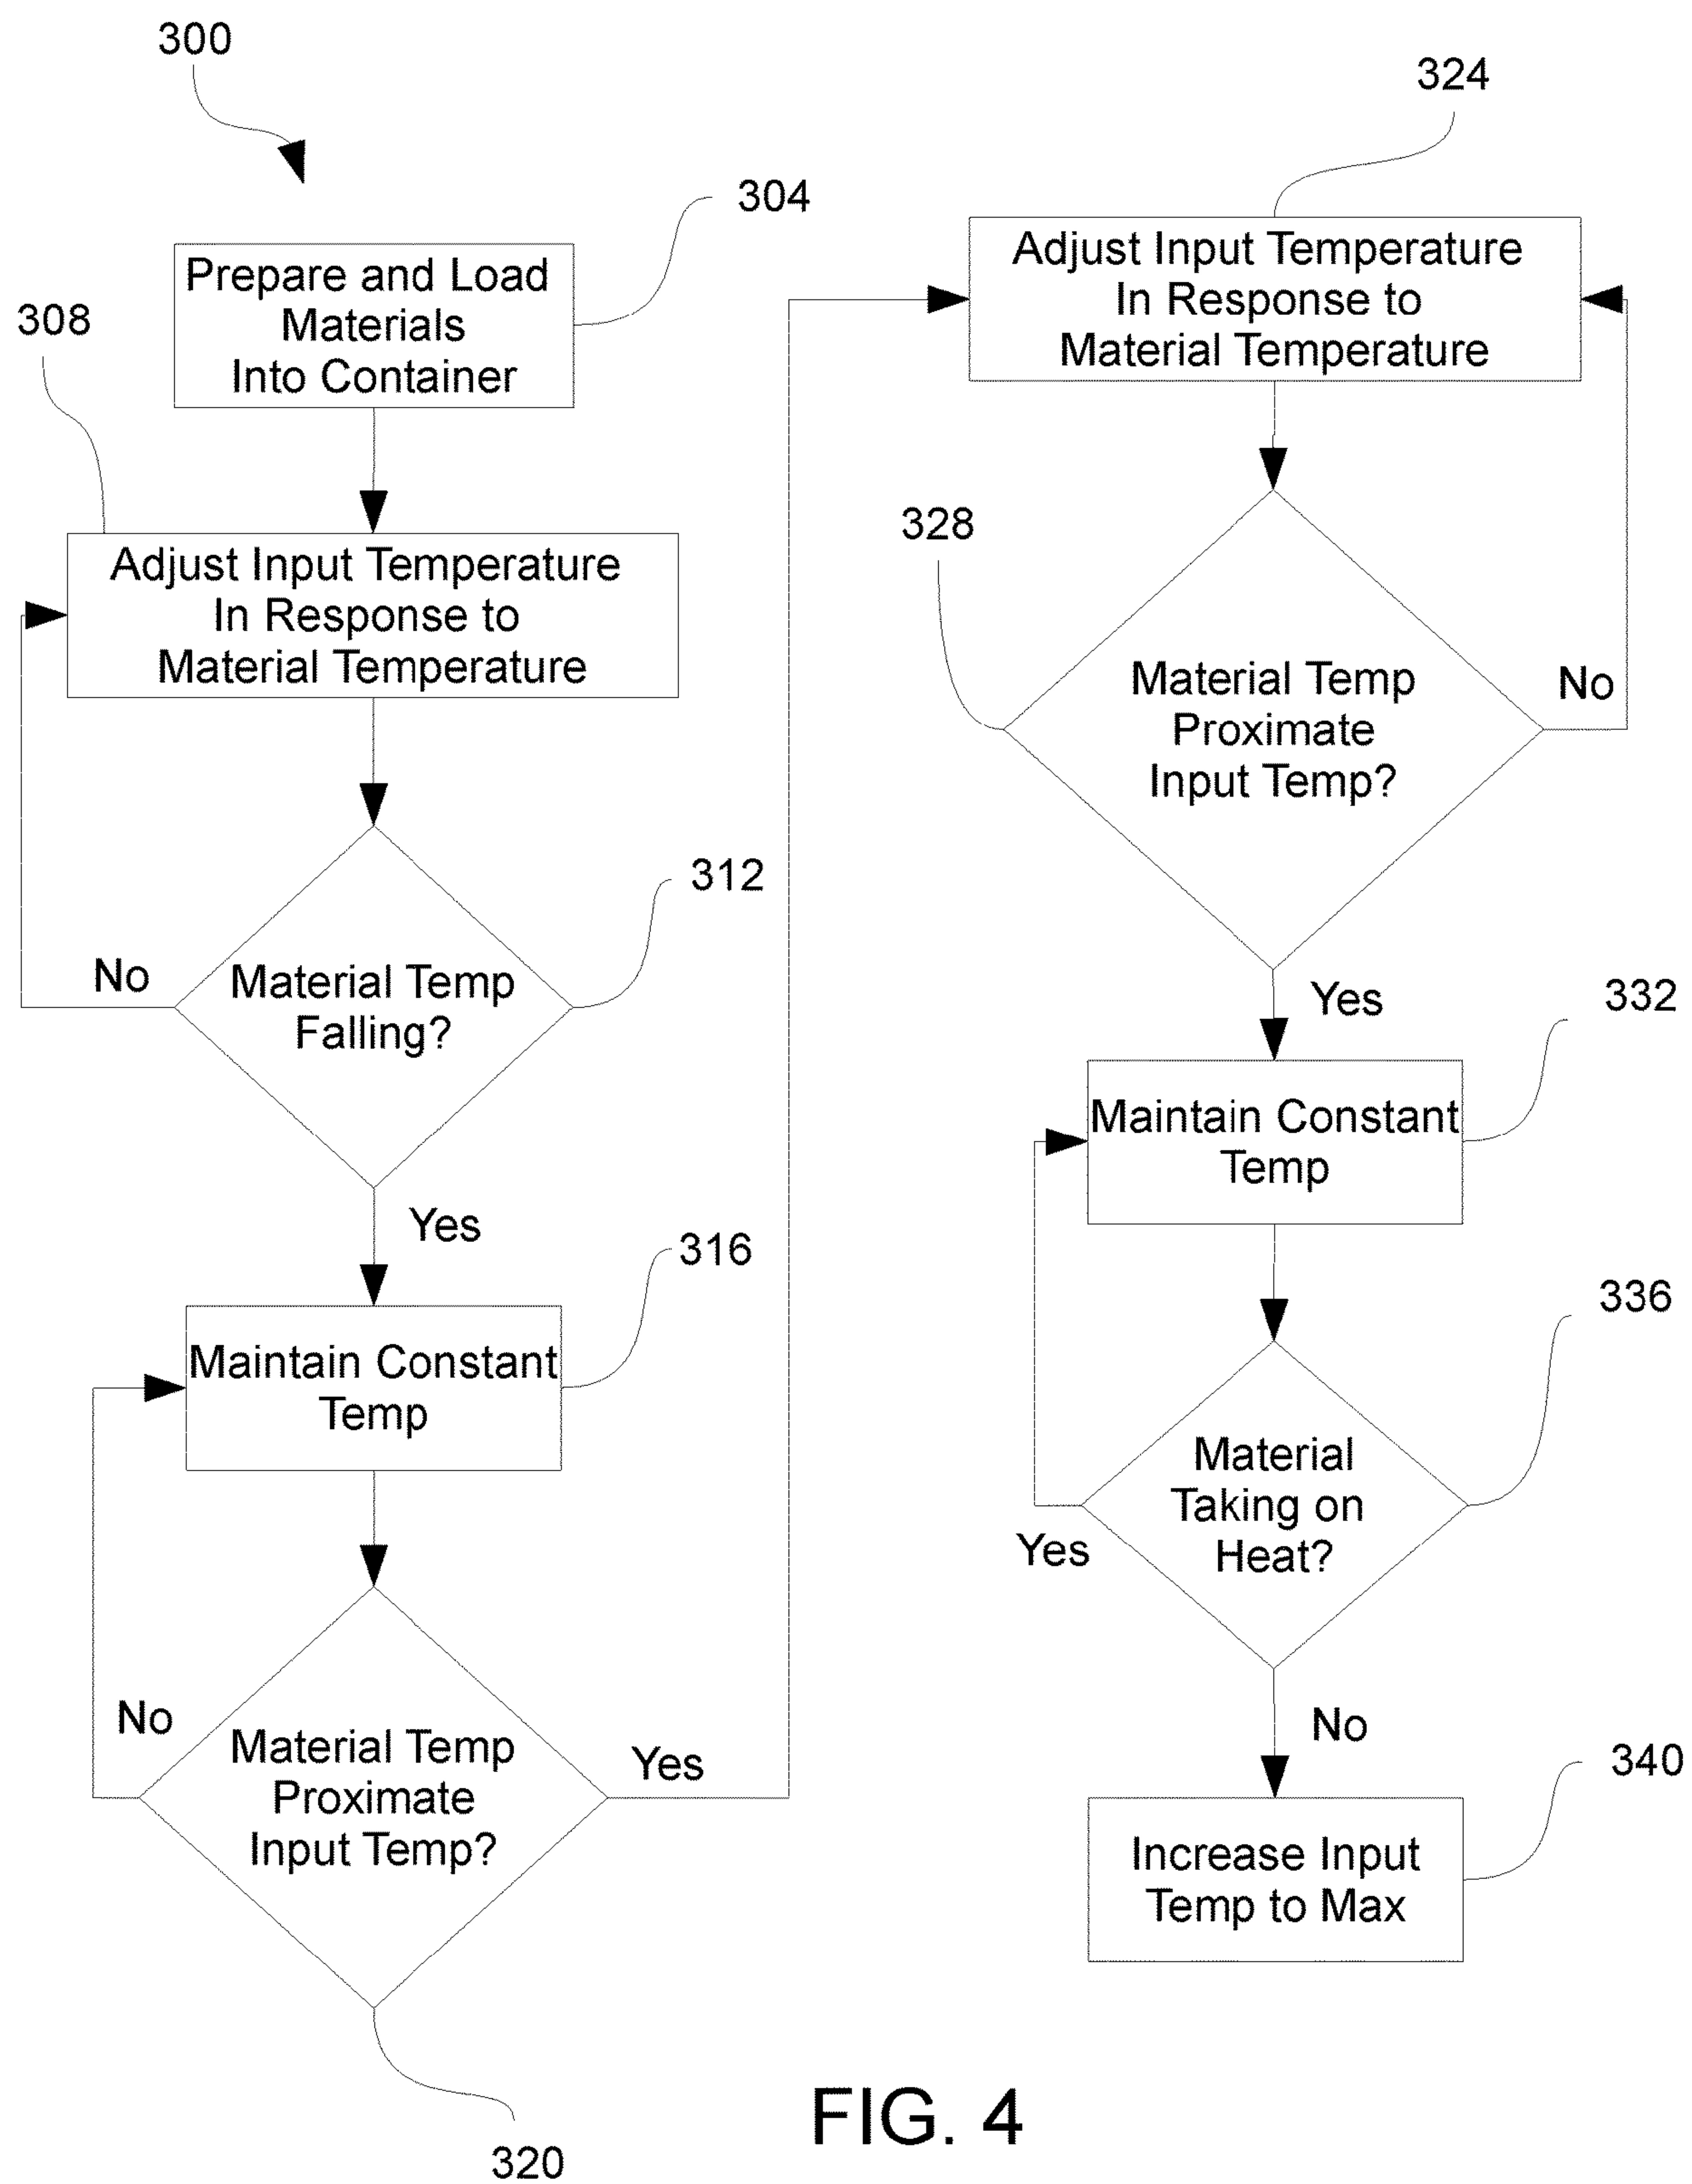 300
304
Prepare and Load
Materials
Into Container
308
Adjust Input Temperature
In Response to
Material Temperature
312
No
Material Temp
Falling?
Yes
316
Maintain Constant
Temp
No
Material Temp
Proximate
Input Temp?
Yes
320
324
Adjust Input Temperature
In Response to
Material Temperature
328
Material Temp
Proximate
Input Temp?
No
Yes
332
Maintain Constant
Temp
336
Material
Taking on
Heat?
Yes
No
340
Increase Input
Temp to Max
FIG. 4